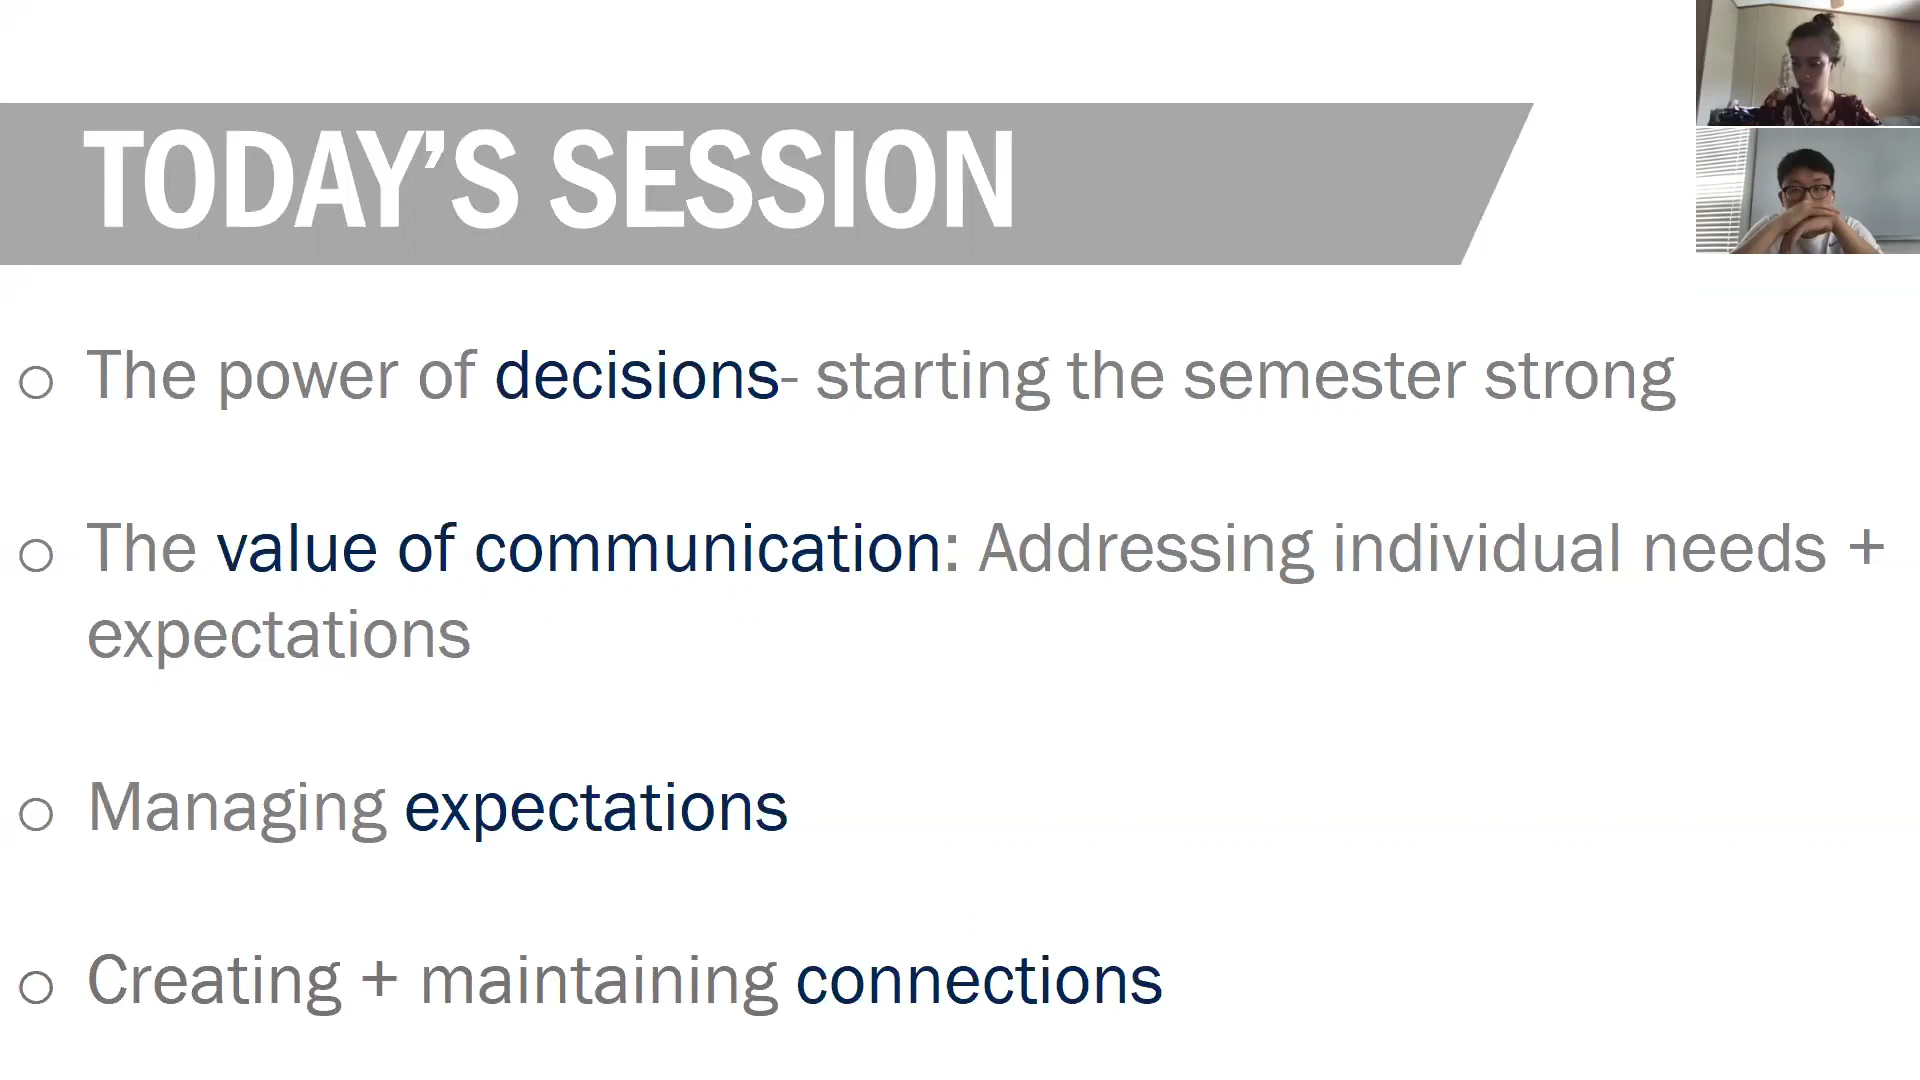 TODAY’S SESSION
The power of decisions- starting the semester strong
The value of communication: Addressing individual needs +
expectations
Managing expectations
Creating + maintaining connections